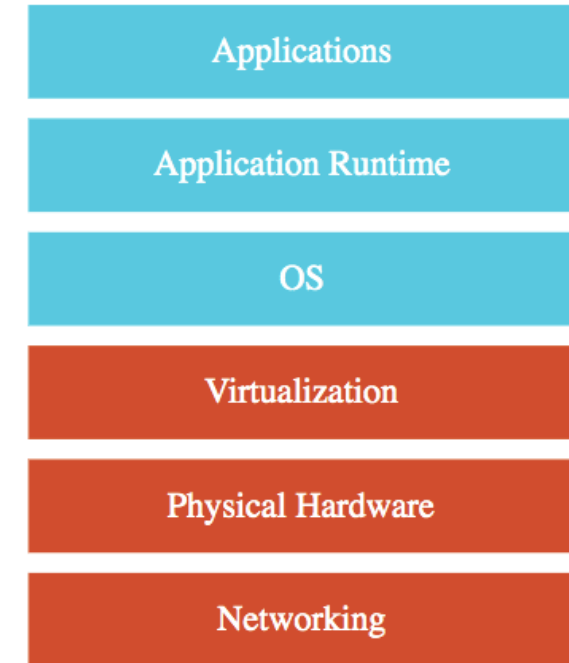 Applications
Application Runtime
OS
Virtualization
Physical Hardware
Networking